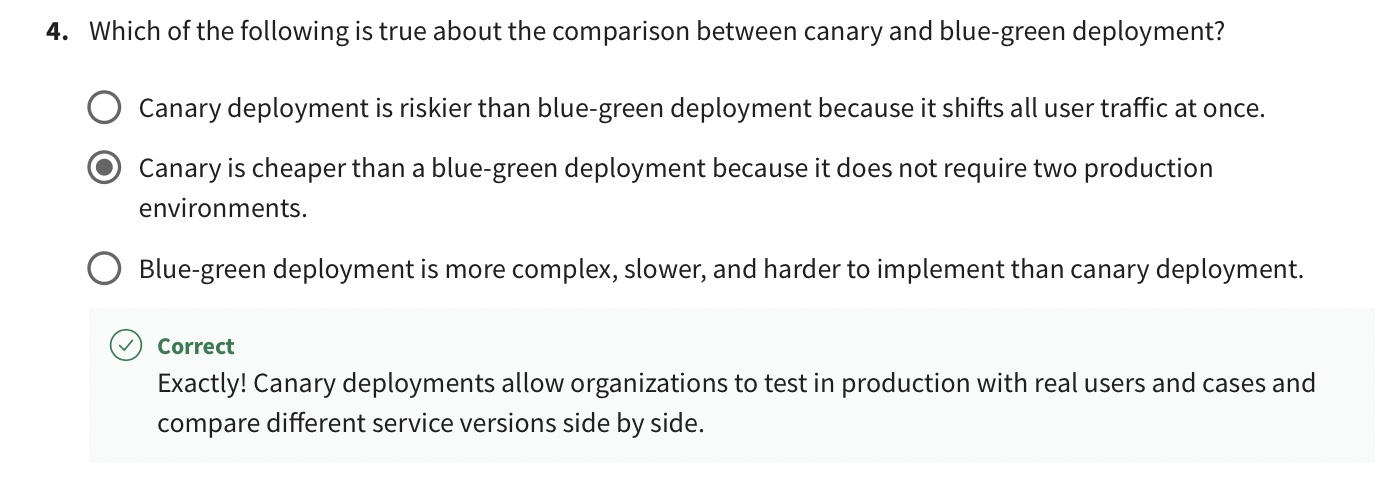 4. Which of the following is true about the comparison between canary and blue-green deployment?
Canary deployment is riskier than blue-green deployment because it shifts all user traffic at once.
Canary is cheaper than a blue-green deployment because it does not require two production
environments.
Blue-green deployment is more complex, slower, and harder to implement than canary deployment.
Correct
Exactly! Canary deployments allow organizations to test in production with real users and cases and
compare different service versions side by side.